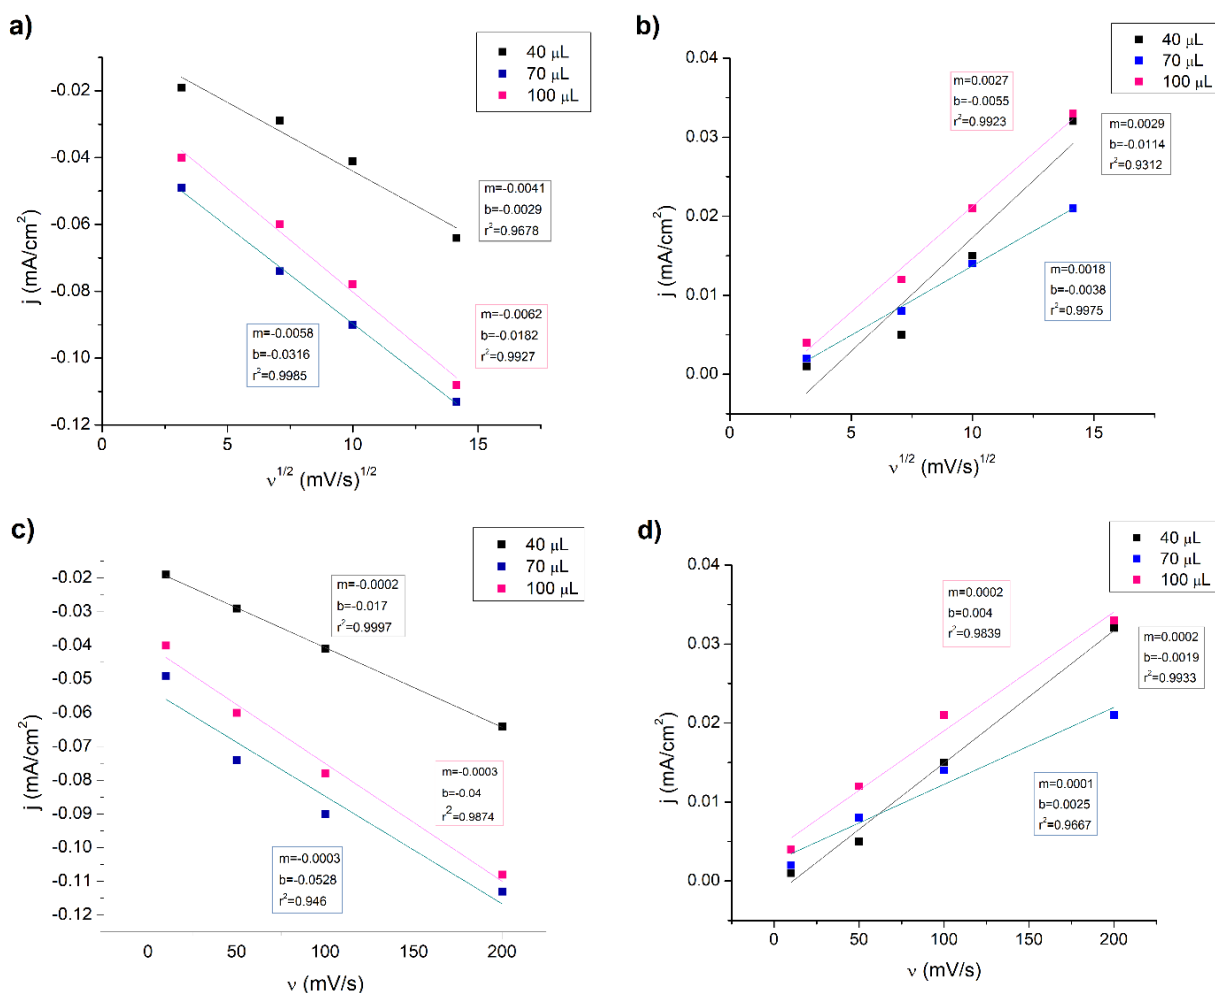 a)
40 μL
70 μL
100 μL
-0.02
-0.04
-0.06
-0.08
-0.10
-0.12
j (mA/cm²)
m=-0.0041
b=-0.0029
r²=0.9678
m=-0.0062
b=-0.0182
r²=0.9927
m=-0.0058
b=-0.0316
r²=0.9985
0
5
10
15
ν^1/2 (mV/s)^1/2
b)
40 μL
70 μL
100 μL
0.04
0.03
0.02
0.01
0.00
j (mA/cm²)
m=0.0027
b=-0.0055
r²=0.9923
m=0.0029
b=-0.0114
r²=0.9312
m=0.0018
b=-0.0038
r²=0.9975
0
5
10
15
ν^1/2 (mV/s)^1/2
c)
40 μL
70 μL
100 μL
-0.02
-0.03
-0.04
-0.05
-0.06
-0.07
-0.08
-0.09
-0.10
-0.11
-0.12
j (mA/cm²)
m=-0.0002
b=-0.017
r²=0.9997
m=-0.0003
b=-0.04
r²=0.9874
m=-0.0003
b=-0.0528
r²=0.946
0
50
100
150
200
ν (mV/s)
d)
40 μL
70 μL
100 μL
0.04
0.03
0.02
0.01
0.00
j (mA/cm²)
m=0.0002
b=0.004
r²=0.9839
m=0.0002
b=-0.0019
r²=0.9933
m=0.0001
b=0.0025
r²=0.9667
0
50
100
150
200
ν (mV/s)